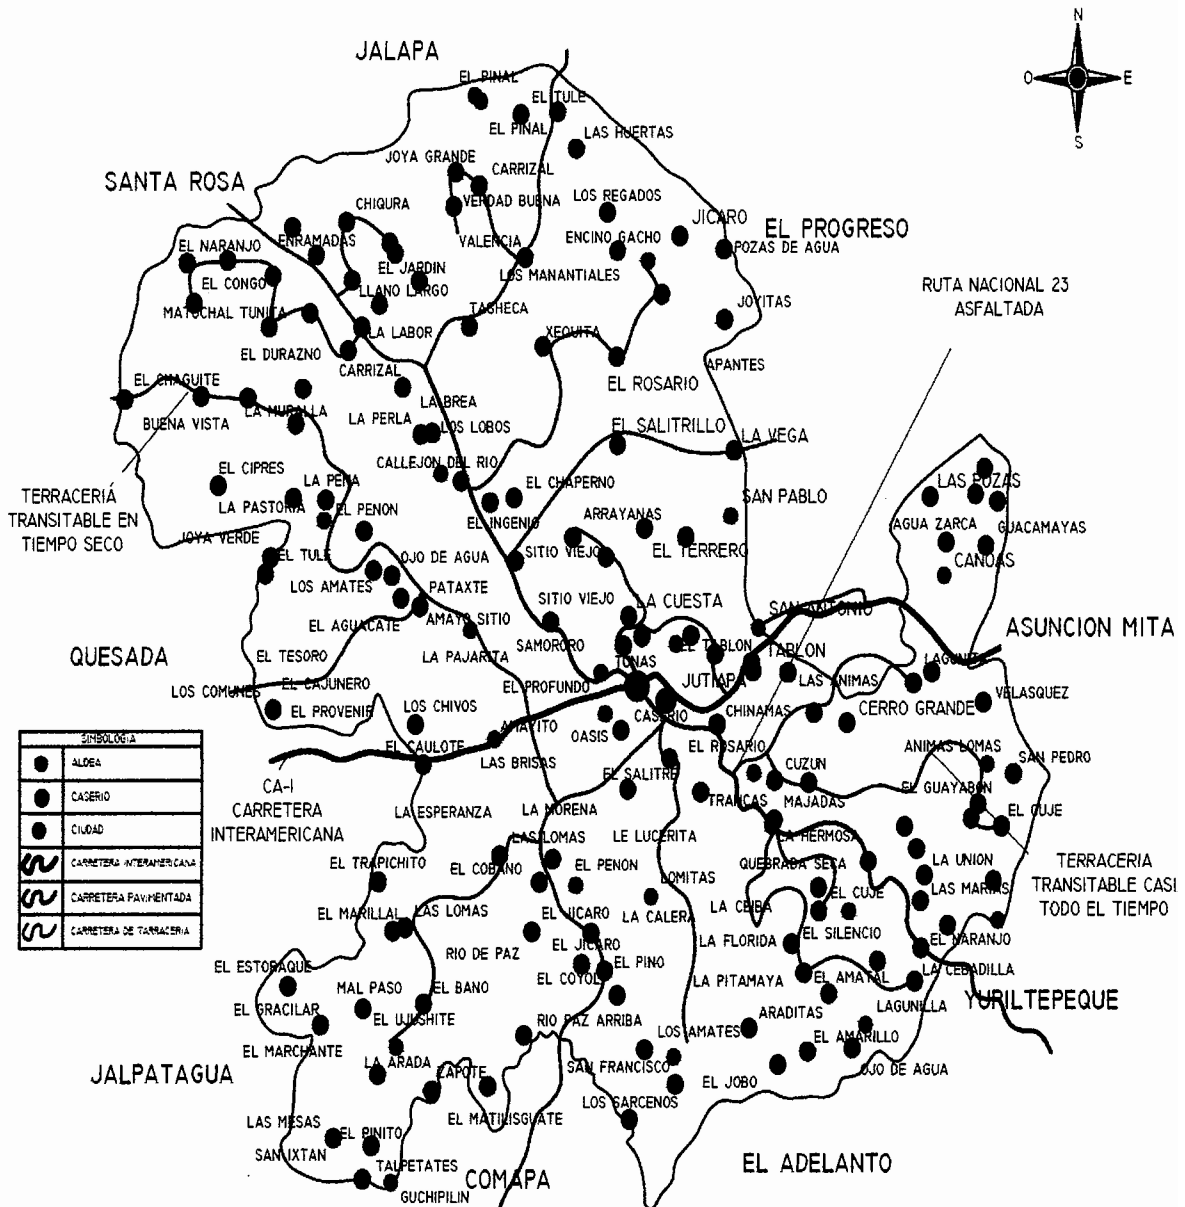 N
JALAPA
EL PINAL
O
E
EL TULE
EL PINAL
LAS HUERTAS
S
JOYA GRANDE
CARRIZAL
SANTA ROSA
CHIQURA
VERDAD BUENA
LOS REGADOS
JICARO
EL PROGRESO
ENRAMADAS
VALENCIA
ENCINO GACHO
POZAS DE AGUA
EL NARANJO
EL JARDIN
LOS MANANTIALES
EL CONGO
LLANO LARGO
RUTA NACIONAL 23
ASFALTADA
MATOCHAL TUNITA
TASHECA
JOYITAS
LA LABOR
XEQUITA
EL DURAZNO
CARRIZAL
APANTES
EL CHAGUITE
EL ROSARIO
LA BREA
BUENA VISTA
LA MURALLA
LA PERLA
LOS LOBOS
EL SALITRILLO
LA VEGA
CALLEJON DEL RIO
EL CIPRES
LA PENA
EL CHAPERNO
LAS POZAS
TERRACERIÁ
TRANSITABLE EN
TIEMPO SECO
LA PASTORIA
EL PENON
EL INGENIO
ARRAYANAS
SAN PABLO
AGUA ZARCA
GUACAMAYAS
JOYA VERDE
EL TULE
OJO DE AGUA
SITIO VIEJO
EL TERRERO
CANOAS
LOS AMATES
PATAXTE
SITIO VIEJO
LA CUESTA
EL AGUACATE
AMAYO SITIO
SAN ANTONIO
ASUNCION MITA
QUESADA
EL TESORO
LA PAJARITA
SAMORORO
TUNAS
EL TABLON
TABLON
LAGUNITA
LOS COMUNES
EL CAJUNERO
EL PROFUNDO
JUTIAPA
LAS ANIMAS
VELASQUEZ
EL PROVENIR
LOS CHIVOS
AMAYITO
CASERIO
CHINAMAS
CERRO GRANDE
OASIS
EL CAULOTE
LAS BRISAS
EL ROSARIO
ANIMAS LOMAS
SAN PEDRO
SIMBOLOGIA
ALDEA
CASERIO
CIUDAD
CARRETERA INTERAMERICANA
CARRETERA PAVIMENTADA
CARRETERA DE TARRACERIA
CA-1
CARRETERA
INTERAMERICANA
EL SALITRE
CUZUN
EL GUAYABON
LA ESPERANZA
LA MORENA
TRANCAS
MAJADAS
EL CUJE
LAS LOMAS
LE LUCERITA
LA HERMOSA
EL TRAPICHITO
EL COBANO
EL PENON
QUEBRADA SECA
LA UNION
TERRACERIA
TRANSITABLE CASI
TODO EL TIEMPO
LOMITAS
EL CUJE
LAS MARIAS
EL MARILLAL
LAS LOMAS
EL JICARO
LA CALERA
LA CEIBA
EL SILENCIO
RIO DE PAZ
EL JICARO
LA FLORIDA
EL NARANJO
EL ESTORAQUE
EL COYOL
EL PINO
LA PITAMAYA
EL AMATAL
LA CEBADILLA
MAL PASO
EL BANO
YURILTEPEQUE
EL GRACILAR
EL UJUSHITE
ARADITAS
LAGUNILLA
EL MARCHANTE
RIO PAZ ARRIBA
LOS AMATES
EL AMARILLO
JALPATAGUA
LA ARADA
ZAPOTE
SAN FRANCISCO
EL JOBO
OJO DE AGUA
LAS MESAS
EL MATILISGUATE
LOS SARCENOS
EL PINITO
SAN IXTAN
TALPETATES
COMAPA
EL ADELANTO
GUCHIPILIN